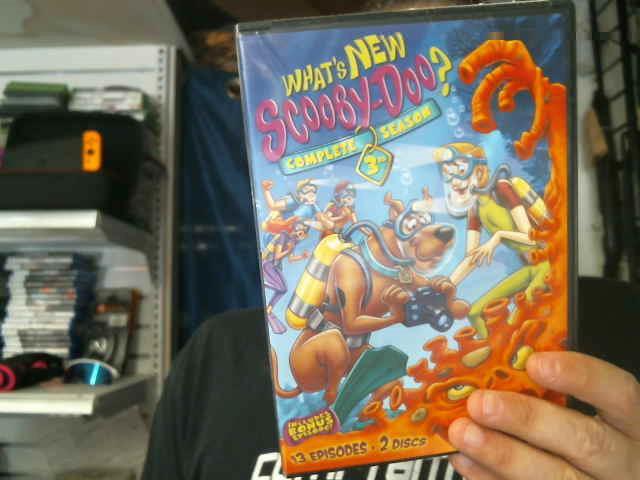 WHAT'S NEW
SCOOBY-DOO?
COMPLETE 3RD SEASON
INCLUDES
BONUS
EPISODE!
13 EPISODES • 2 DISCS